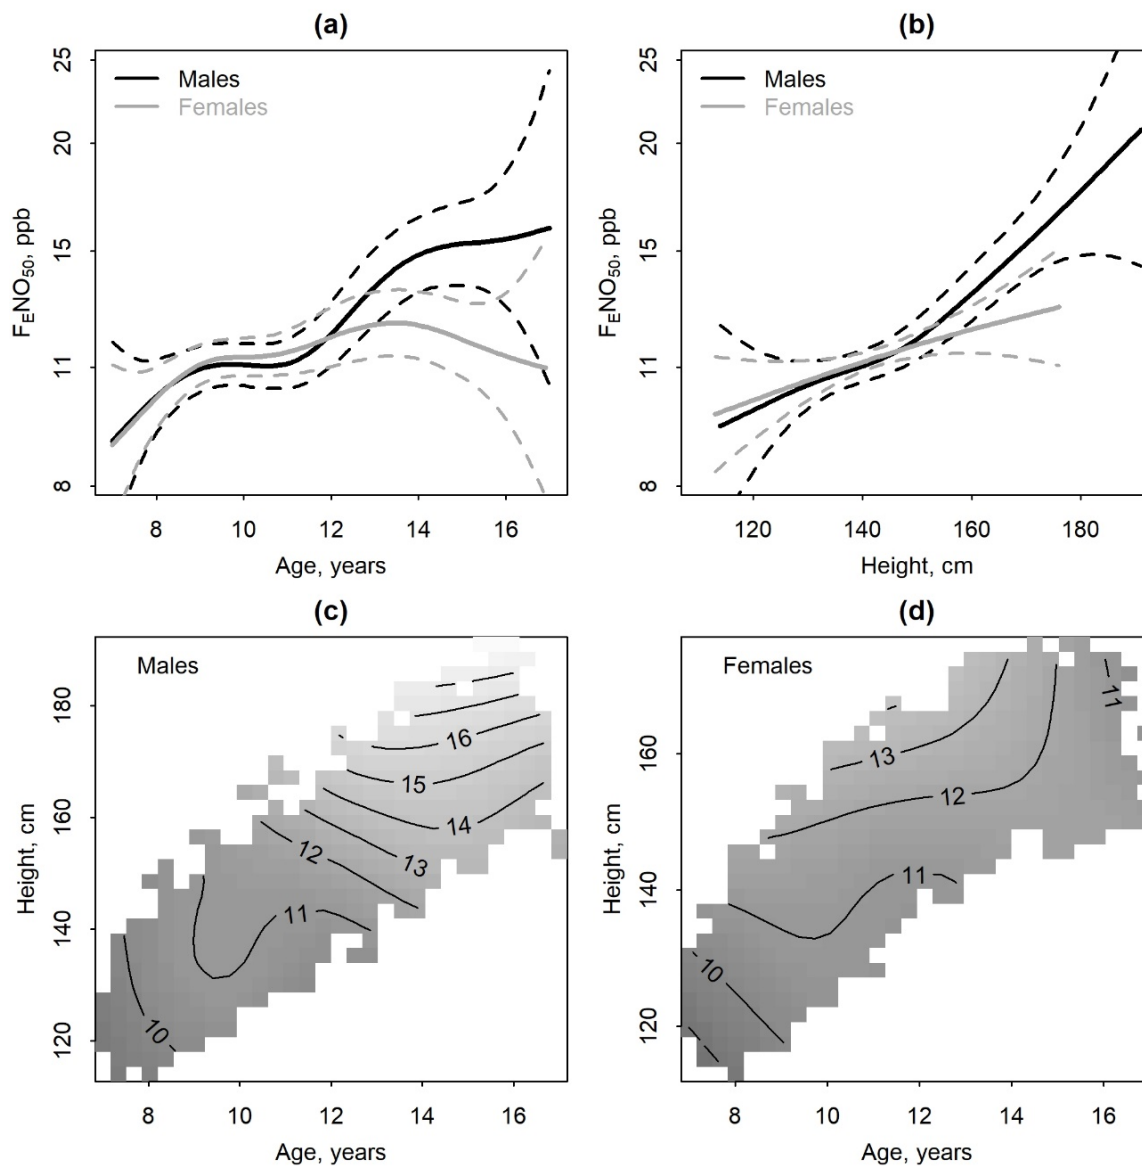 (a)
25
20
15
11
8
FENO50, ppb
Males
Females
8 10 12 14 16
Age, years
(b)
25
20
15
11
8
FENO50, ppb
Males
Females
120 140 160 180
Height, cm
(c)
Males
180
160
140
120
Height, cm
16
15
14
13
12
11
10
8 10 12 14 16
Age, years
(d)
Females
160
140
120
Height, cm
11
13
12
11
10
8 10 12 14 16
Age, years